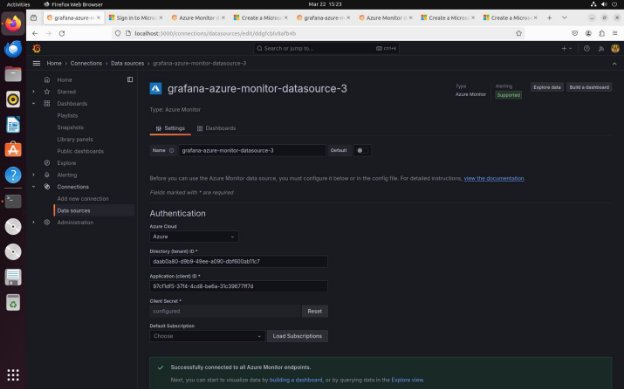 Activities
Firefox Web Browser
Mar 22 15:23
grafana-azure-m
Sign in to Micros
Azure Monitor d
Create a Microso
grafana-azure-m
Azure Monitor d
Create a Microso
Create a Microso
localhost:3000/connections/datasources/edit/
Search or jump to...
ctrl+k
Home › Connections › Data sources › grafana-azure-monitor-datasource-3
Home
Starred
Dashboards
Playlists
Snapshots
Library panels
Public dashboards
Explore
Alerting
Connections
Add new connection
Data sources
Administration
grafana-azure-monitor-datasource-3
Type: Azure Monitor
Type
Azure Monitor
Alerting
Supported
Explore data
Build a dashboard
Settings
Dashboards
Name
grafana-azure-monitor-datasource-3
Default
Before you can use the Azure Monitor data source, you must configure it below or in the config file. For detailed instructions, view the documentation.
Fields marked with * are required
Authentication
Azure Cloud
Azure
Directory (tenant) ID *
daab0a80-d9b9-49ee-a090-dbf600ab11c7
Application (client) ID *
97cf1df5-37f4-4cd8-be6a-31c39677ff7d
Client Secret *
configured
Reset
Default Subscription
Choose
Load Subscriptions
Successfully connected to all Azure Monitor endpoints.
Next, you can start to visualize data by building a dashboard, or by querying data in the Explore view.